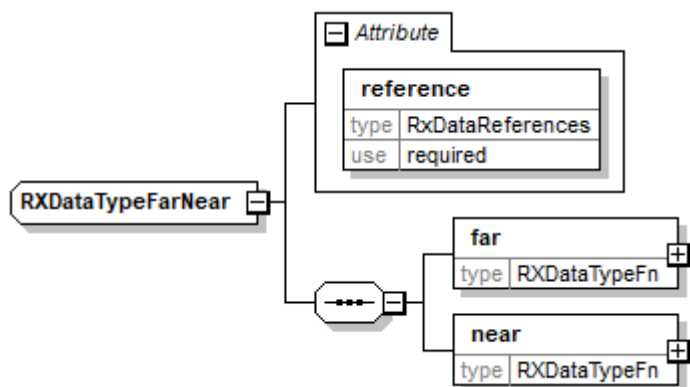 Attribute
reference
type RxDataReferences
use required
RXDataTypeFarNear
far
type RXDataTypeFn
near
type RXDataTypeFn